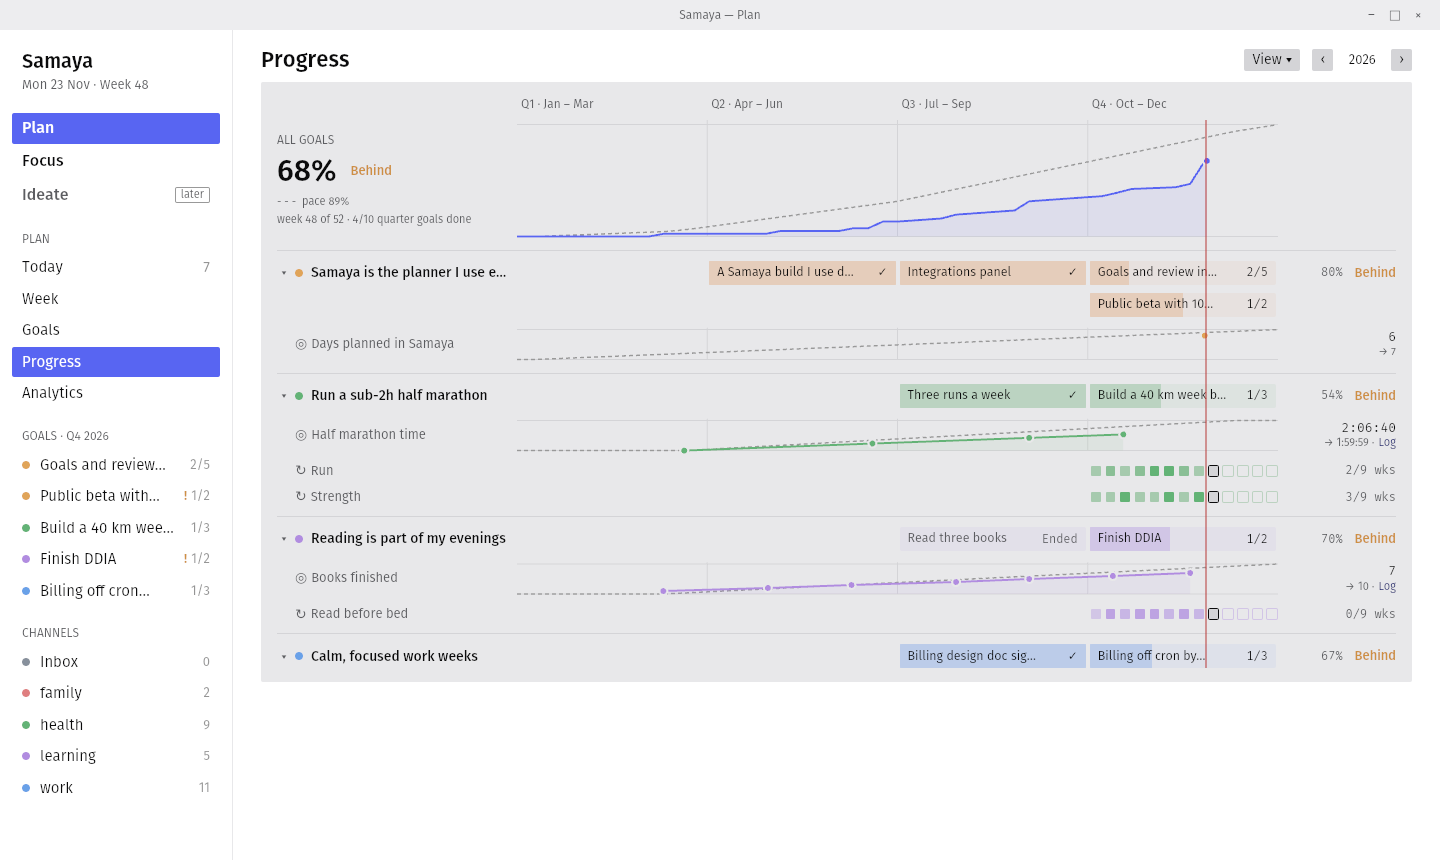 Samaya — Plan
Samaya
Mon 23 Nov · Week 48
Plan
Focus
Ideate later
PLAN
Today 7
Week
Goals
Progress
Analytics
GOALS · Q4 2026
Goals and review... 2/5
Public beta with... ! 1/2
Build a 40 km wee... 1/3
Finish DDIA ! 1/2
Billing off cron... 1/3
CHANNELS
Inbox 0
family 2
health 9
learning 5
work 11
Progress
View ▾ ‹ 2026 ›
Q1 · Jan – Mar Q2 · Apr – Jun Q3 · Jul – Sep Q4 · Oct – Dec
ALL GOALS
68% Behind
--- pace 89%
week 48 of 52 · 4/10 quarter goals done
Samaya is the planner I use e... A Samaya build I use d... ✓ Integrations panel ✓ Goals and review in... 2/5 80% Behind
Public beta with 10... 1/2
Days planned in Samaya 6
→ 7
Run a sub-2h half marathon Three runs a week ✓ Build a 40 km week b... 1/3 54% Behind
Half marathon time 2:06:40
→ 1:59:59 · Log
Run 2/9 wks
Strength 3/9 wks
Reading is part of my evenings Read three books Ended Finish DDIA 1/2 70% Behind
Books finished 7
→ 10 · Log
Read before bed 0/9 wks
Calm, focused work weeks Billing design doc sig... ✓ Billing off cron by... 1/3 67% Behind